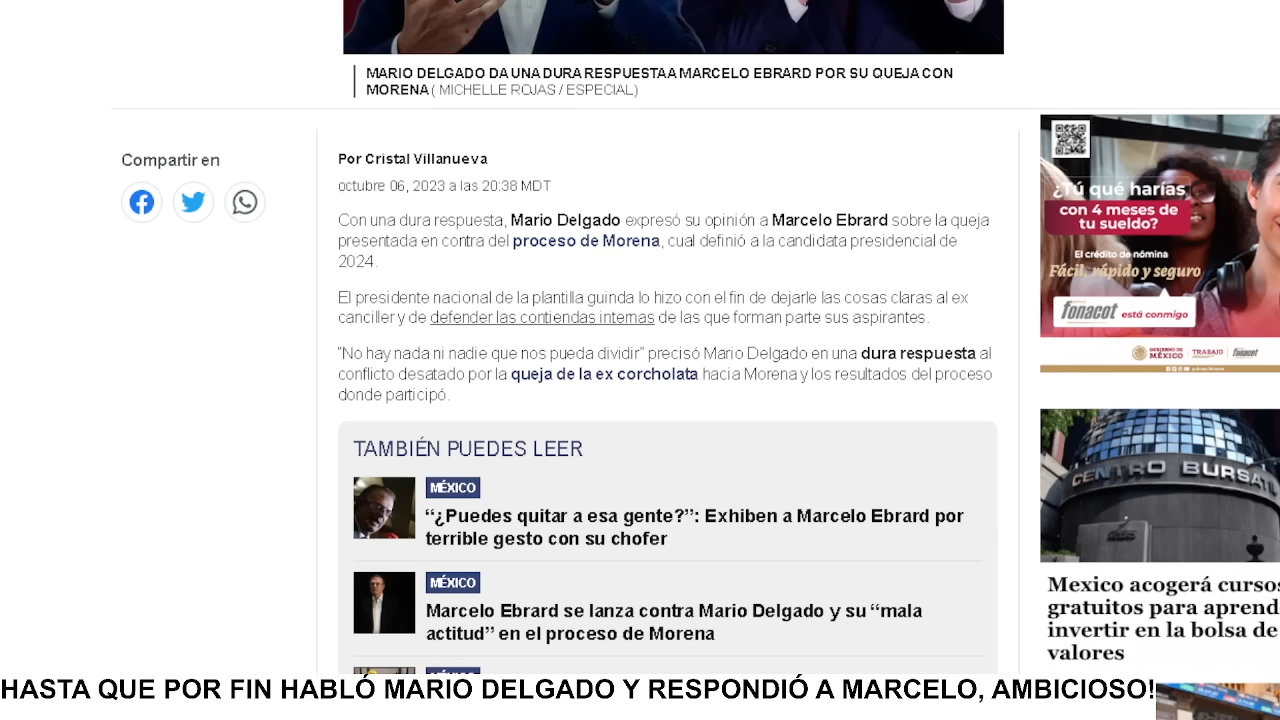 MARIO DELGADO DA UNA DURA RESPUESTA A MARCELO EBRARD POR SU QUEJA CON
MORENA ( MICHELLE ROJAS / ESPECIAL)
Compartir en
Por Cristal Villanueva
octubre 06, 2023 a las 20:38 MDT
Con una dura respuesta, Mario Delgado expresó su opinión a Marcelo Ebrard sobre la queja
presentada en contra del proceso de Morena, cual definió a la candidata presidencial de
2024.
El presidente nacional de la plantilla guinda lo hizo con el fin de dejarle las cosas claras al ex
canciller y de defender las contiendas internas de las que forman parte sus aspirantes.
"No hay nada ni nadie que nos pueda dividir" precisó Mario Delgado en una dura respuesta al
conflicto desatado por la queja de la ex corcholata hacia Morena y los resultados del proceso
donde participó.
TAMBIÉN PUEDES LEER
MÉXICO
“¿Puedes quitar a esa gente?”: Exhiben a Marcelo Ebrard por
terrible gesto con su chofer
MÉXICO
Marcelo Ebrard se lanza contra Mario Delgado y su “mala
actitud” en el proceso de Morena
¿Tú qué harías
con 4 meses de
tu sueldo?
El crédito de nómina
Fácil, rápido y seguro
fonacot está conmigo
GOBIERNO DE
MÉXICO TRABAJO fonacot
CENTRO BURSATI
Mexico acogerá cursos
gratuitos para aprend
invertir en la bolsa de
valores
HASTA QUE POR FIN HABLÓ MARIO DELGADO Y RESPONDIÓ A MARCELO, AMBICIOSO!